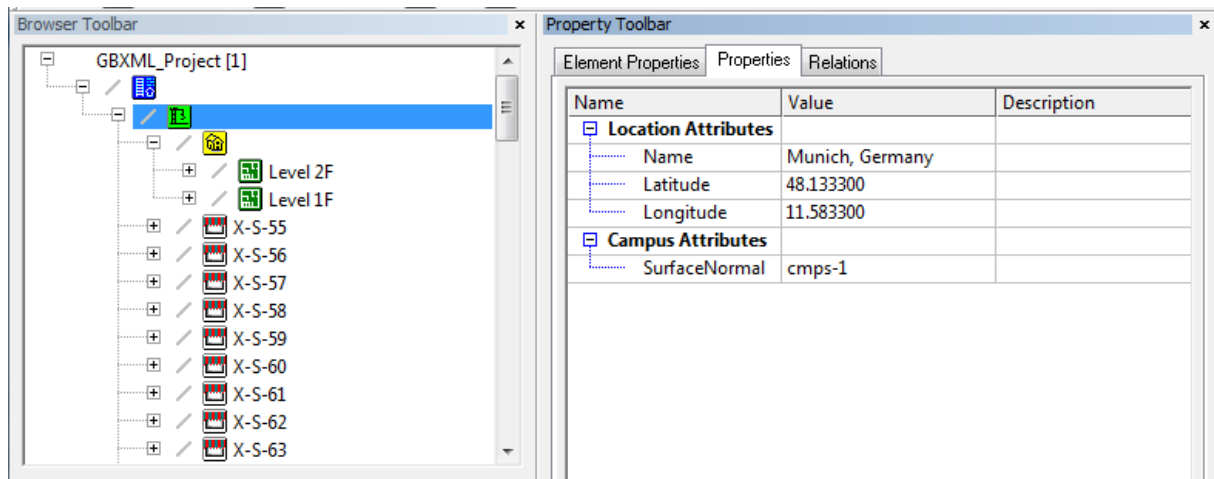 Browser Toolbar
GBXML_Project [1]
Level 2F
Level 1F
X-S-55
X-S-56
X-S-57
X-S-58
X-S-59
X-S-60
X-S-61
X-S-62
X-S-63
Property Toolbar
Element Properties Properties Relations
Name Value Description
Location Attributes
Name Munich, Germany
Latitude 48.133300
Longitude 11.583300
Campus Attributes
SurfaceNormal cmps-1